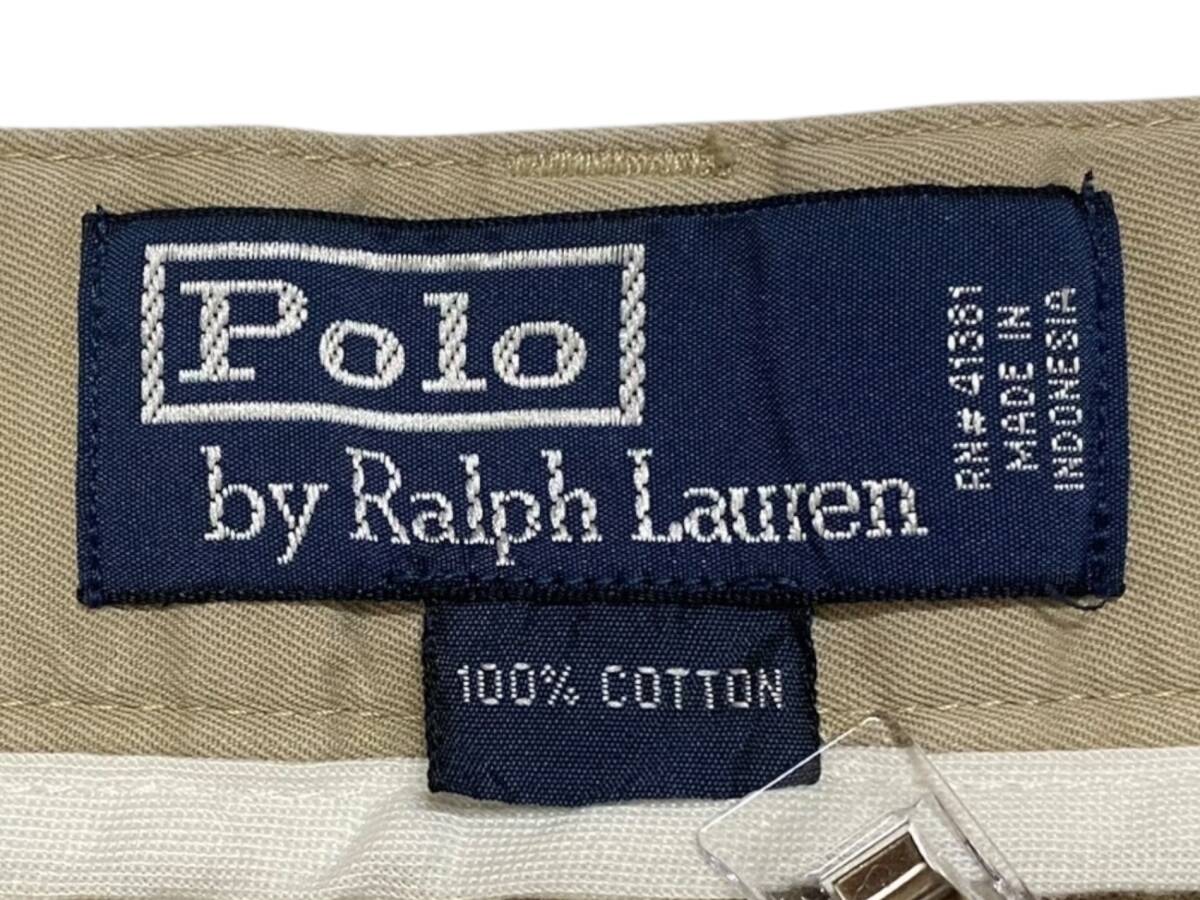 Polo
by Ralph Lauren
RN# 41381
MADE IN
INDONESIA
100% COTTON